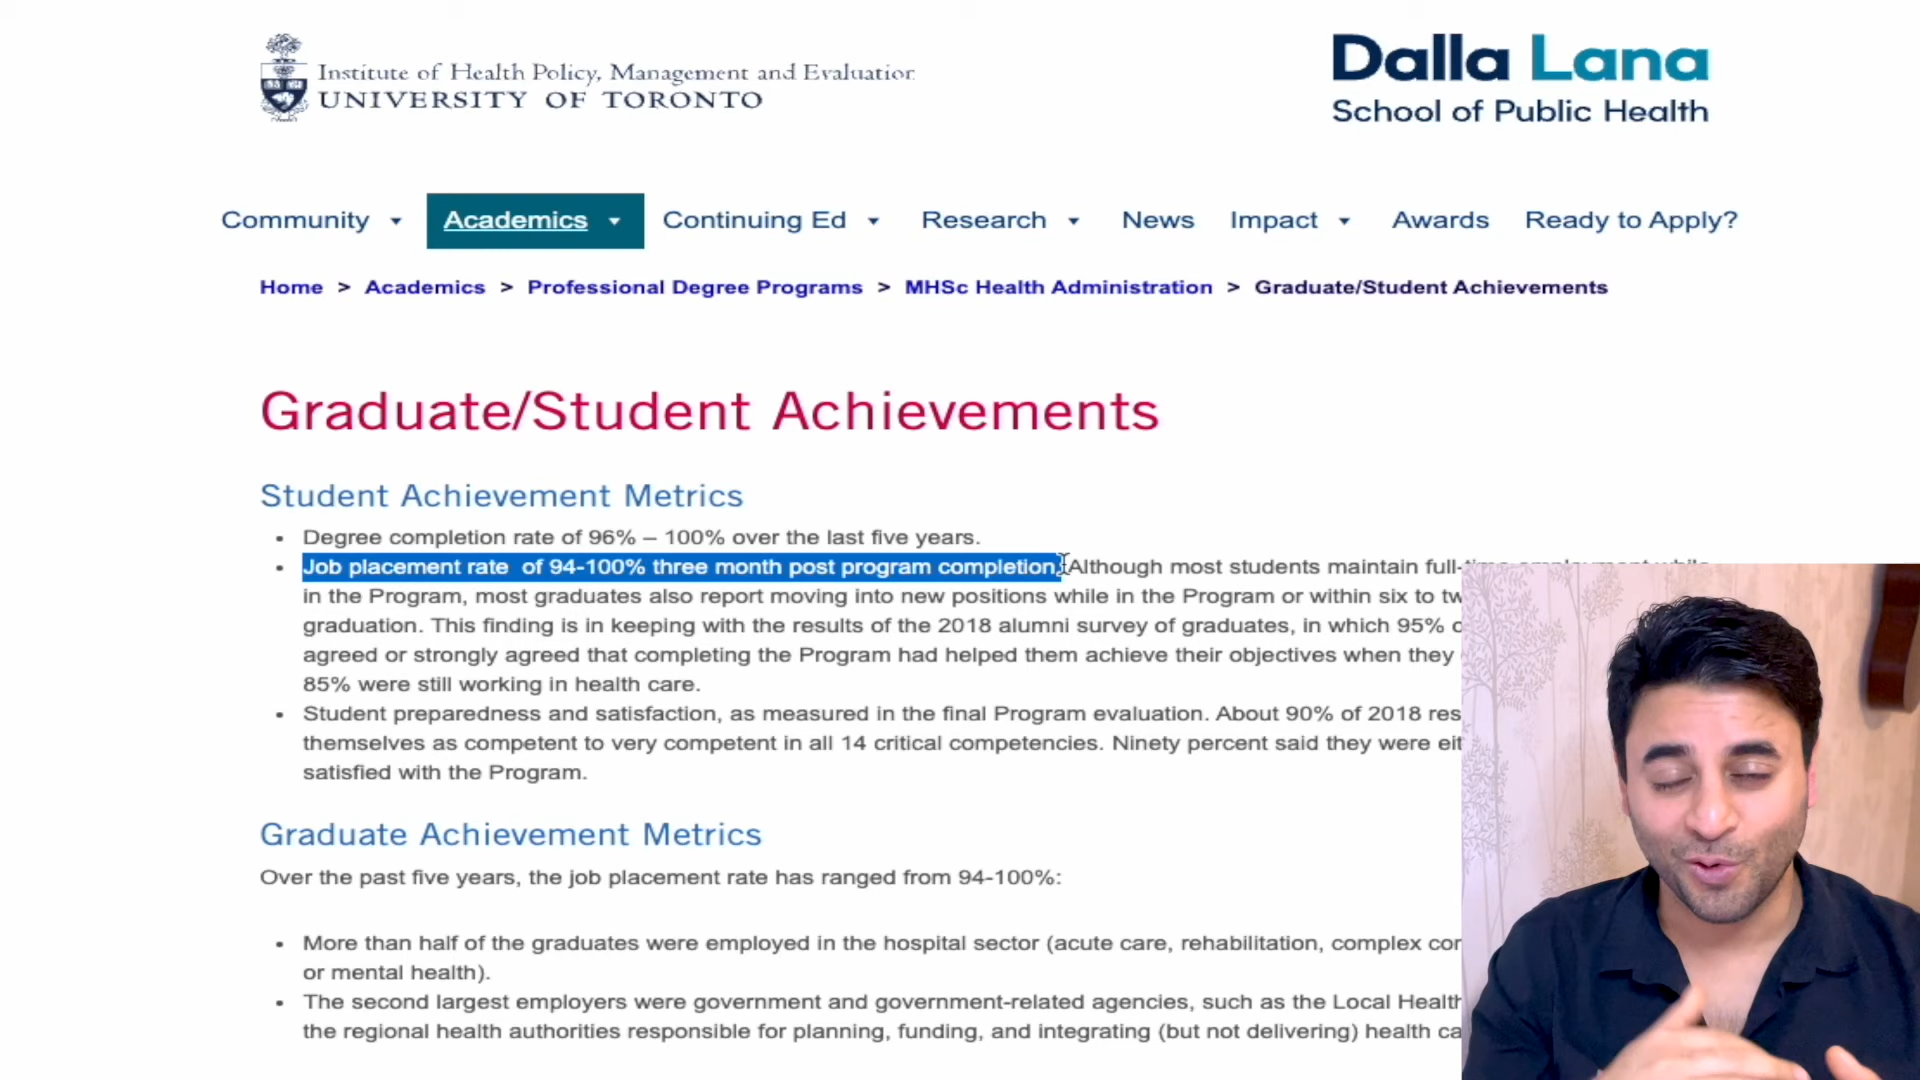 Institute of Health Policy, Management and Evaluation
UNIVERSITY OF TORONTO
Dalla Lana
School of Public Health
Community Academics Continuing Ed Research News Impact Awards Ready to Apply?
Home > Academics > Professional Degree Programs > MHSc Health Administration > Graduate/Student Achievements
Graduate/Student Achievements
Student Achievement Metrics
• Degree completion rate of 96% – 100% over the last five years.
• Job placement rate of 94-100% three month post program completion. Although most students maintain full-time employment while
in the Program, most graduates also report moving into new positions while in the Program or within six to tw
graduation. This finding is in keeping with the results of the 2018 alumni survey of graduates, in which 95%
agreed or strongly agreed that completing the Program had helped them achieve their objectives when they
85% were still working in health care.
• Student preparedness and satisfaction, as measured in the final Program evaluation. About 90% of 2018 res
themselves as competent to very competent in all 14 critical competencies. Ninety percent said they were eit
satisfied with the Program.
Graduate Achievement Metrics
Over the past five years, the job placement rate has ranged from 94-100%:
• More than half of the graduates were employed in the hospital sector (acute care, rehabilitation, complex con
or mental health).
• The second largest employers were government and government-related agencies, such as the Local Health
the regional health authorities responsible for planning, funding, and integrating (but not delivering) health ca